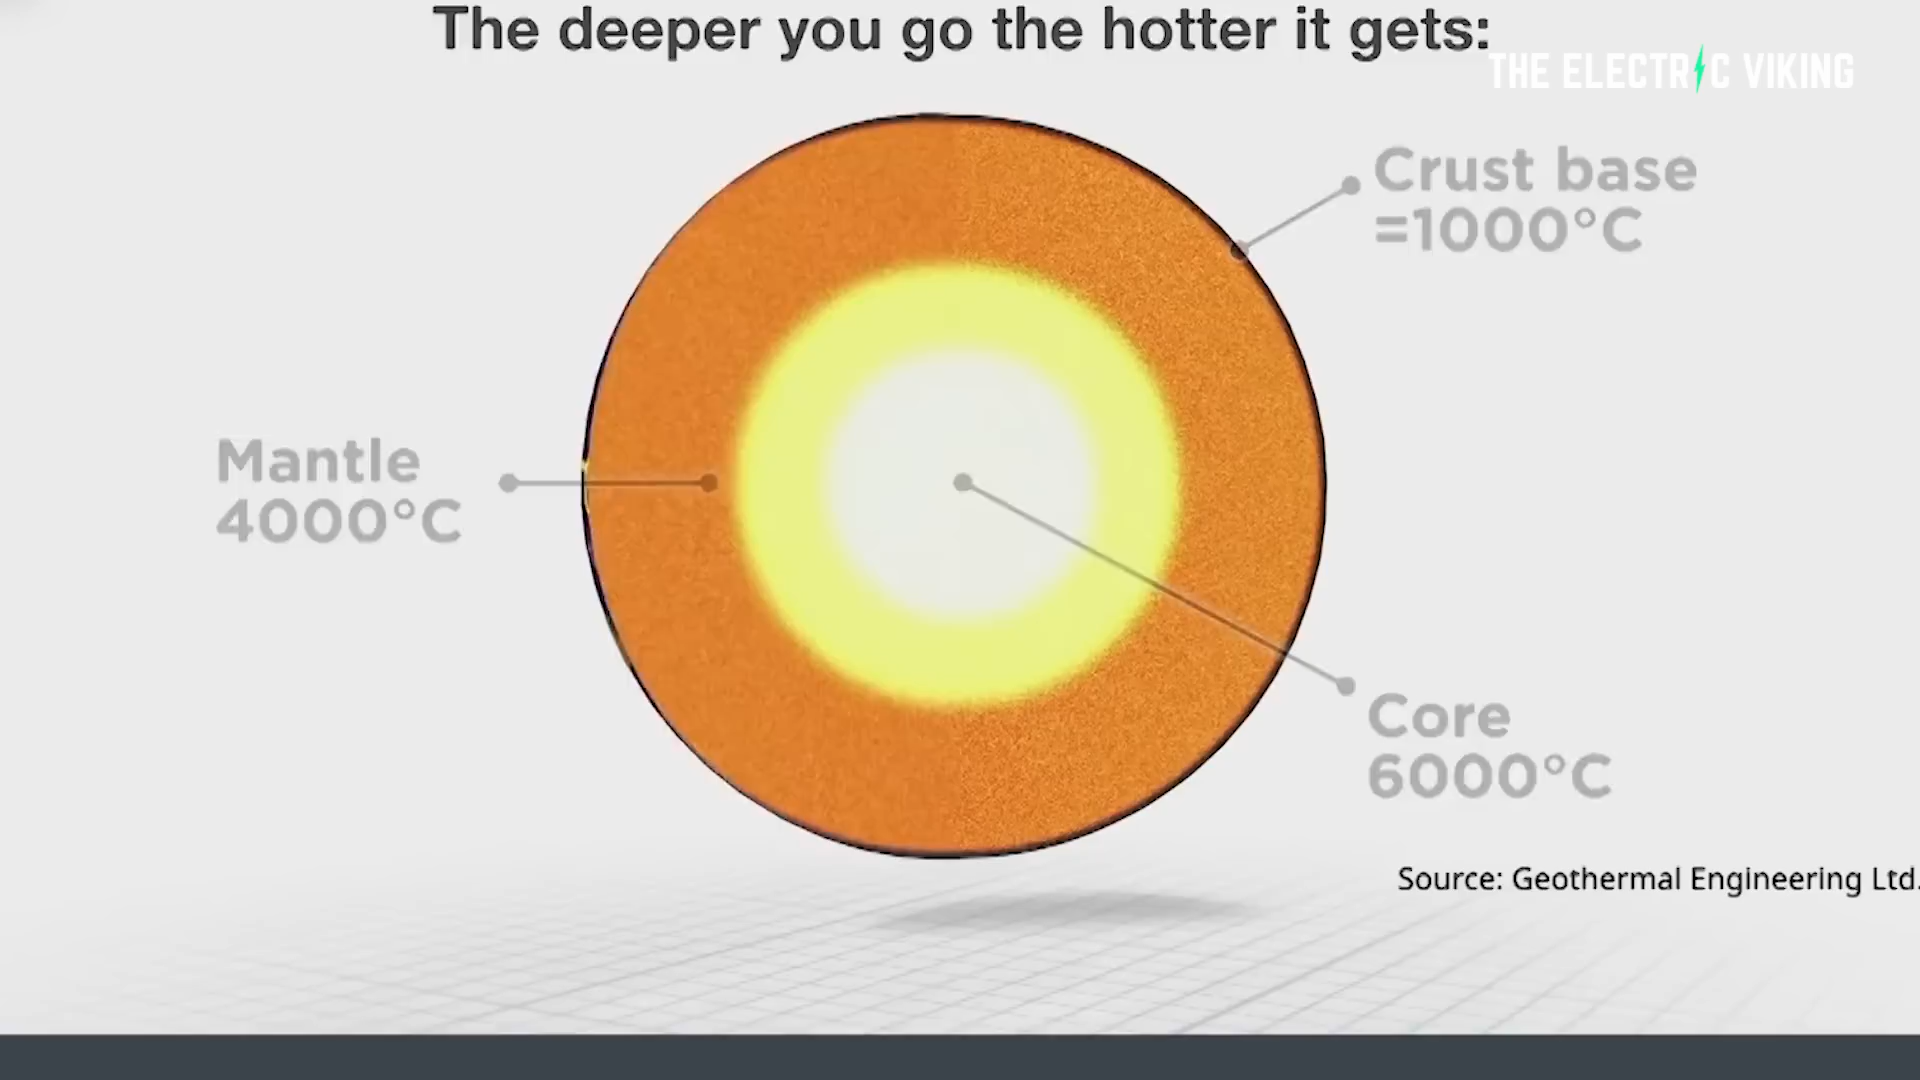 The deeper you go the hotter it gets:
THE ELECTRIC VIKING
Crust base
=1000°C
Mantle
4000°C
Core
6000°C
Source: Geothermal Engineering Ltd.